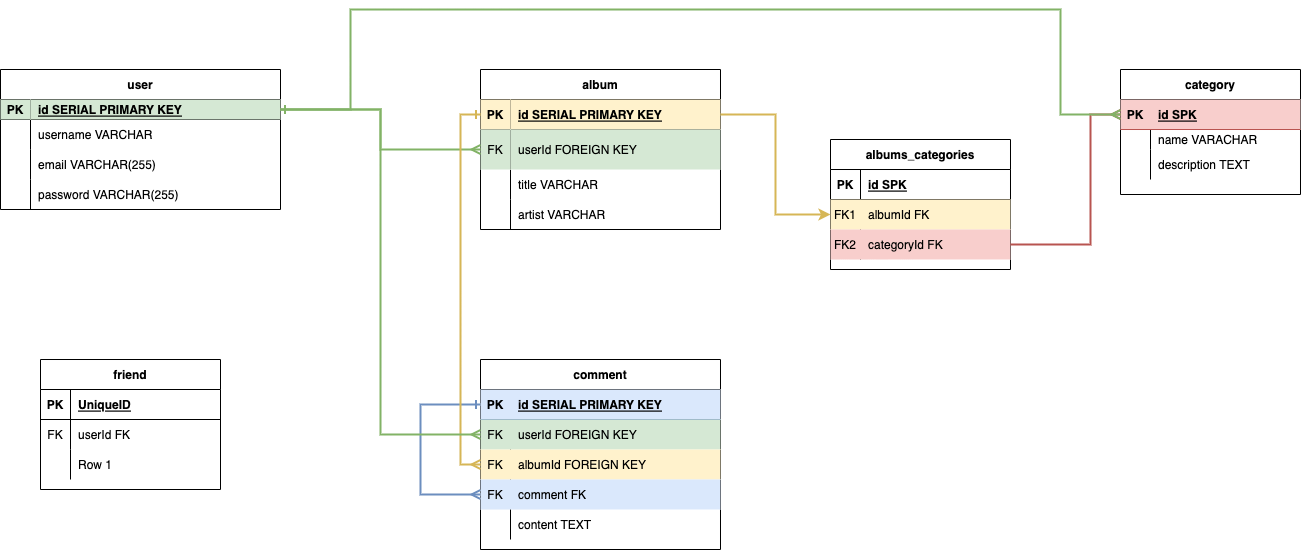 user
PK id SERIAL PRIMARY KEY
username VARCHAR
email VARCHAR(255)
password VARCHAR(255)
album
PK id SERIAL PRIMARY KEY
FK userId FOREIGN KEY
title VARCHAR
artist VARCHAR
albums_categories
PK id SPK
FK1 albumId FK
FK2 categoryId FK
category
PK id SPK
name VARACHAR
description TEXT
friend
PK UniqueID
FK userId FK
Row 1
comment
PK id SERIAL PRIMARY KEY
FK userId FOREIGN KEY
FK albumId FOREIGN KEY
FK comment FK
content TEXT